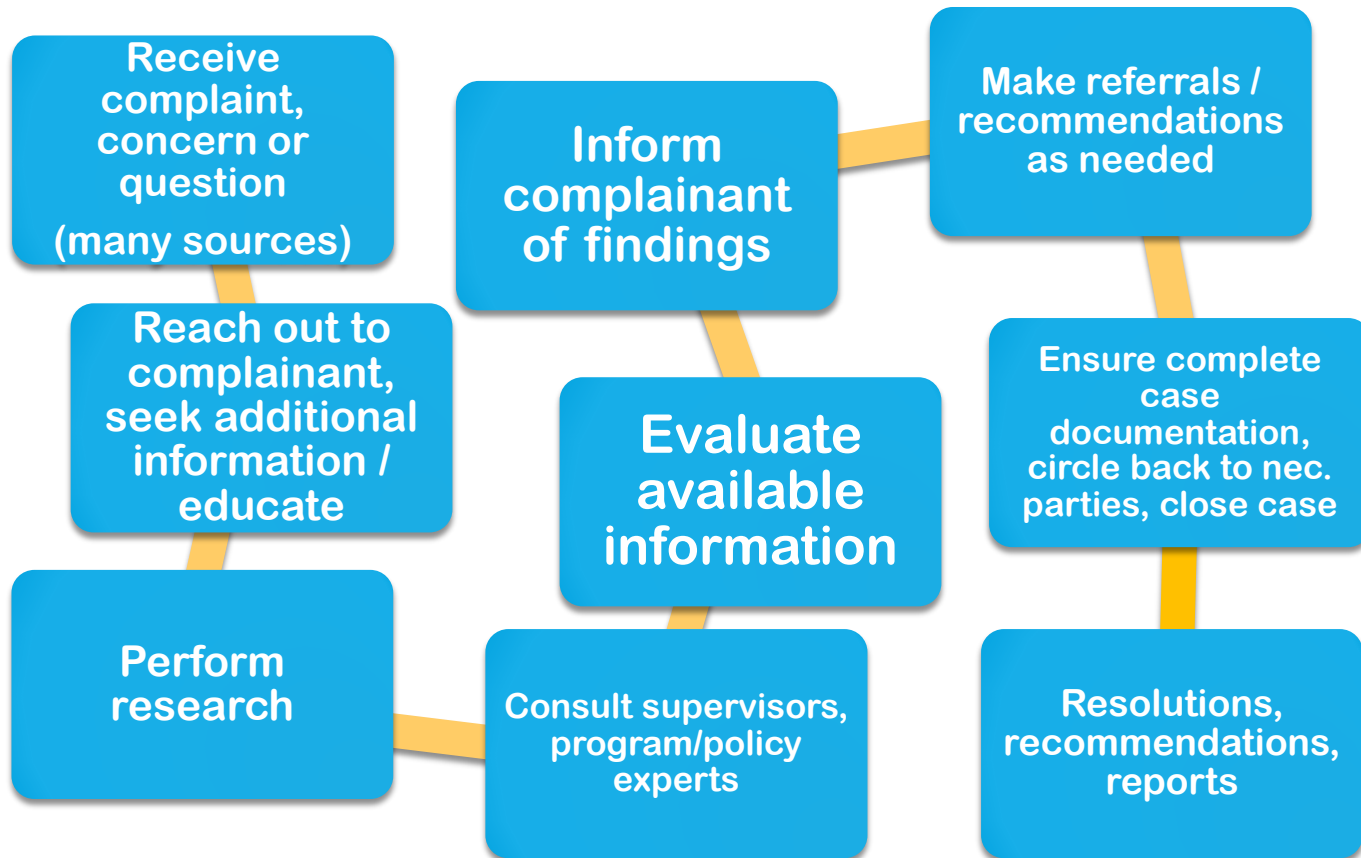 Receive
complaint,
concern or
question
(many sources)
Reach out to
complainant,
seek additional
information /
educate
Perform
research
Consult supervisors,
program/policy
experts
Evaluate
available
information
Inform
complainant
of findings
Make referrals /
recommendations
as needed
Ensure complete
case
documentation,
circle back to nec.
parties, close case
Resolutions,
recommendations,
reports